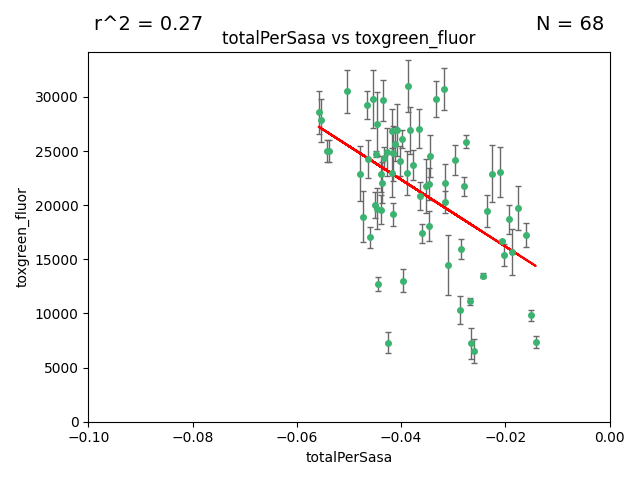 r^2 = 0.27
N = 68
totalPerSasa vs toxgreen_fluor
30000
25000
20000
15000
10000
5000
0
toxgreen_fluor
−0.10
−0.08
−0.06
−0.04
−0.02
0.00
totalPerSasa